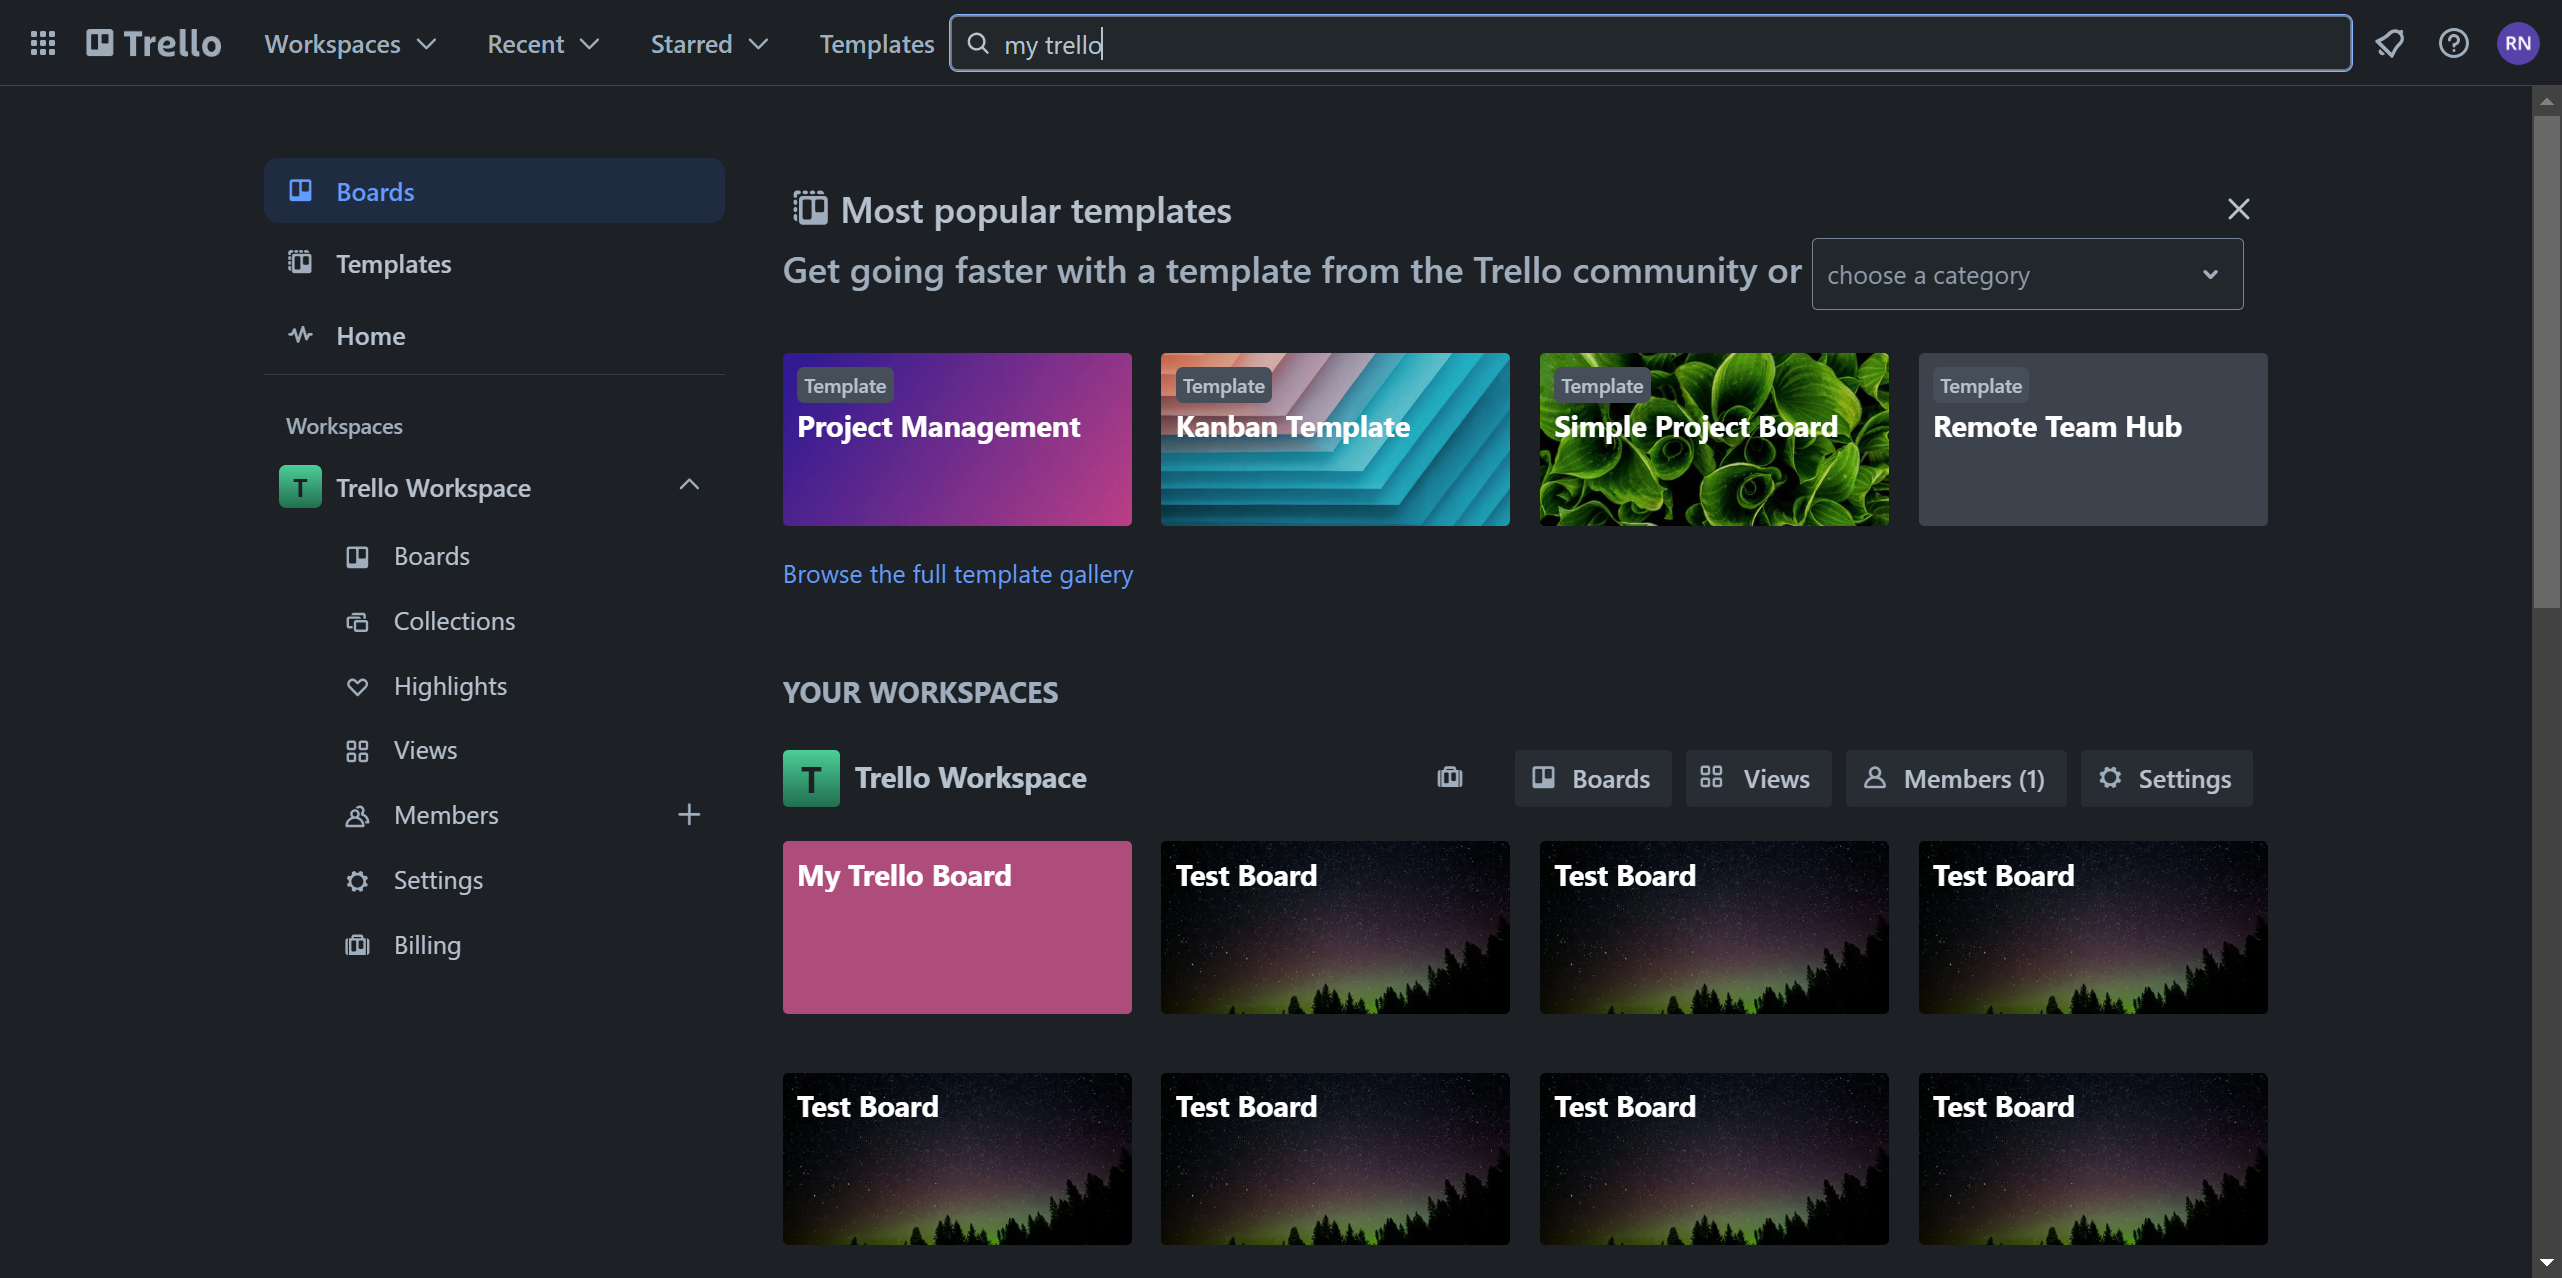 Trello
Workspaces
Recent
Starred
Templates
my trello
RN
Boards
Templates
Home
Workspaces
T
Trello Workspace
Boards
Collections
Highlights
Views
Members
Settings
Billing
Most popular templates
Get going faster with a template from the Trello community or
choose a category
Template
Project Management
Template
Kanban Template
Template
Simple Project Board
Template
Remote Team Hub
Browse the full template gallery
YOUR WORKSPACES
T
Trello Workspace
Boards
Views
Members (1)
Settings
My Trello Board
Test Board
Test Board
Test Board
Test Board
Test Board
Test Board
Test Board